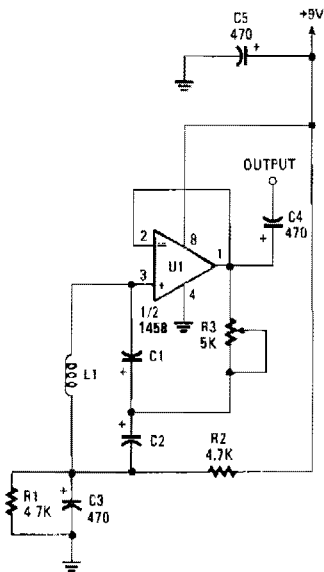 C5
470
+
+9V
OUTPUT
2
−
8
1
U1
C4
+
470
3
+
4
1/2
1458
R3
5K
C1
+
L1
+
C2
R2
4.7K
R1
4.7K
+
C3
470